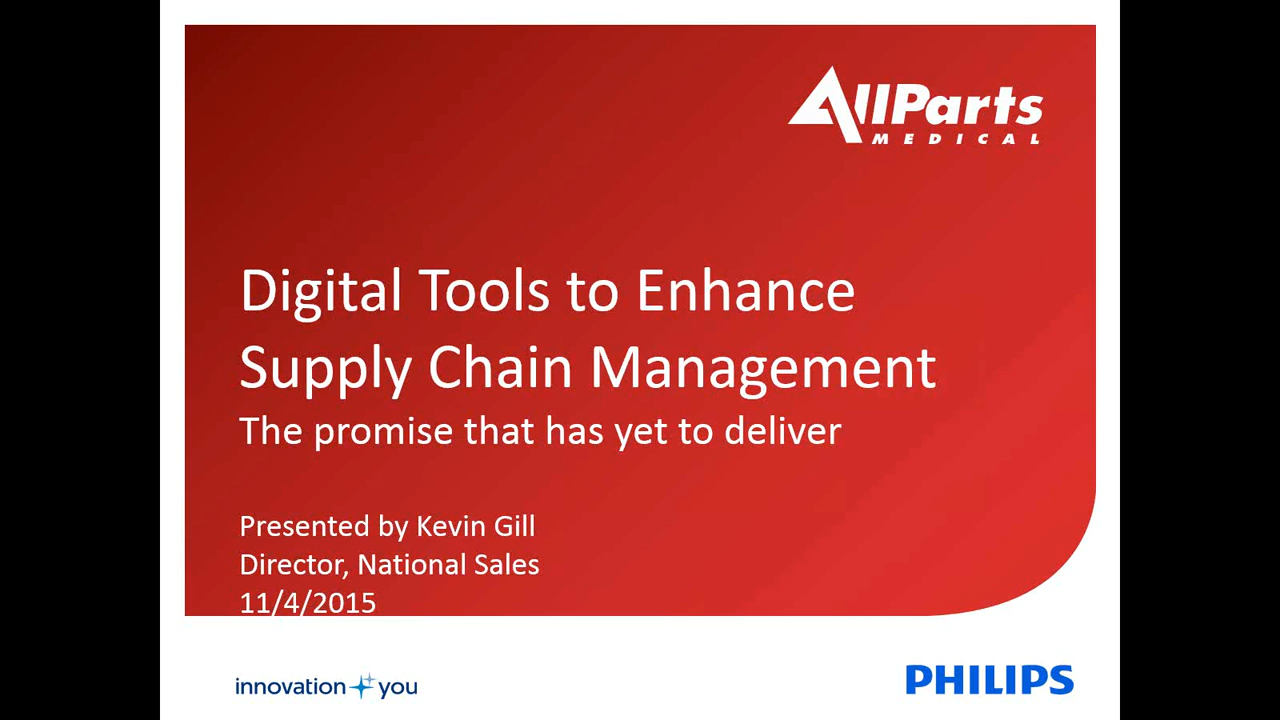 AllParts
MEDICAL
Digital Tools to Enhance
Supply Chain Management
The promise that has yet to deliver
Presented by Kevin Gill
Director, National Sales
11/4/2015
innovation you
PHILIPS